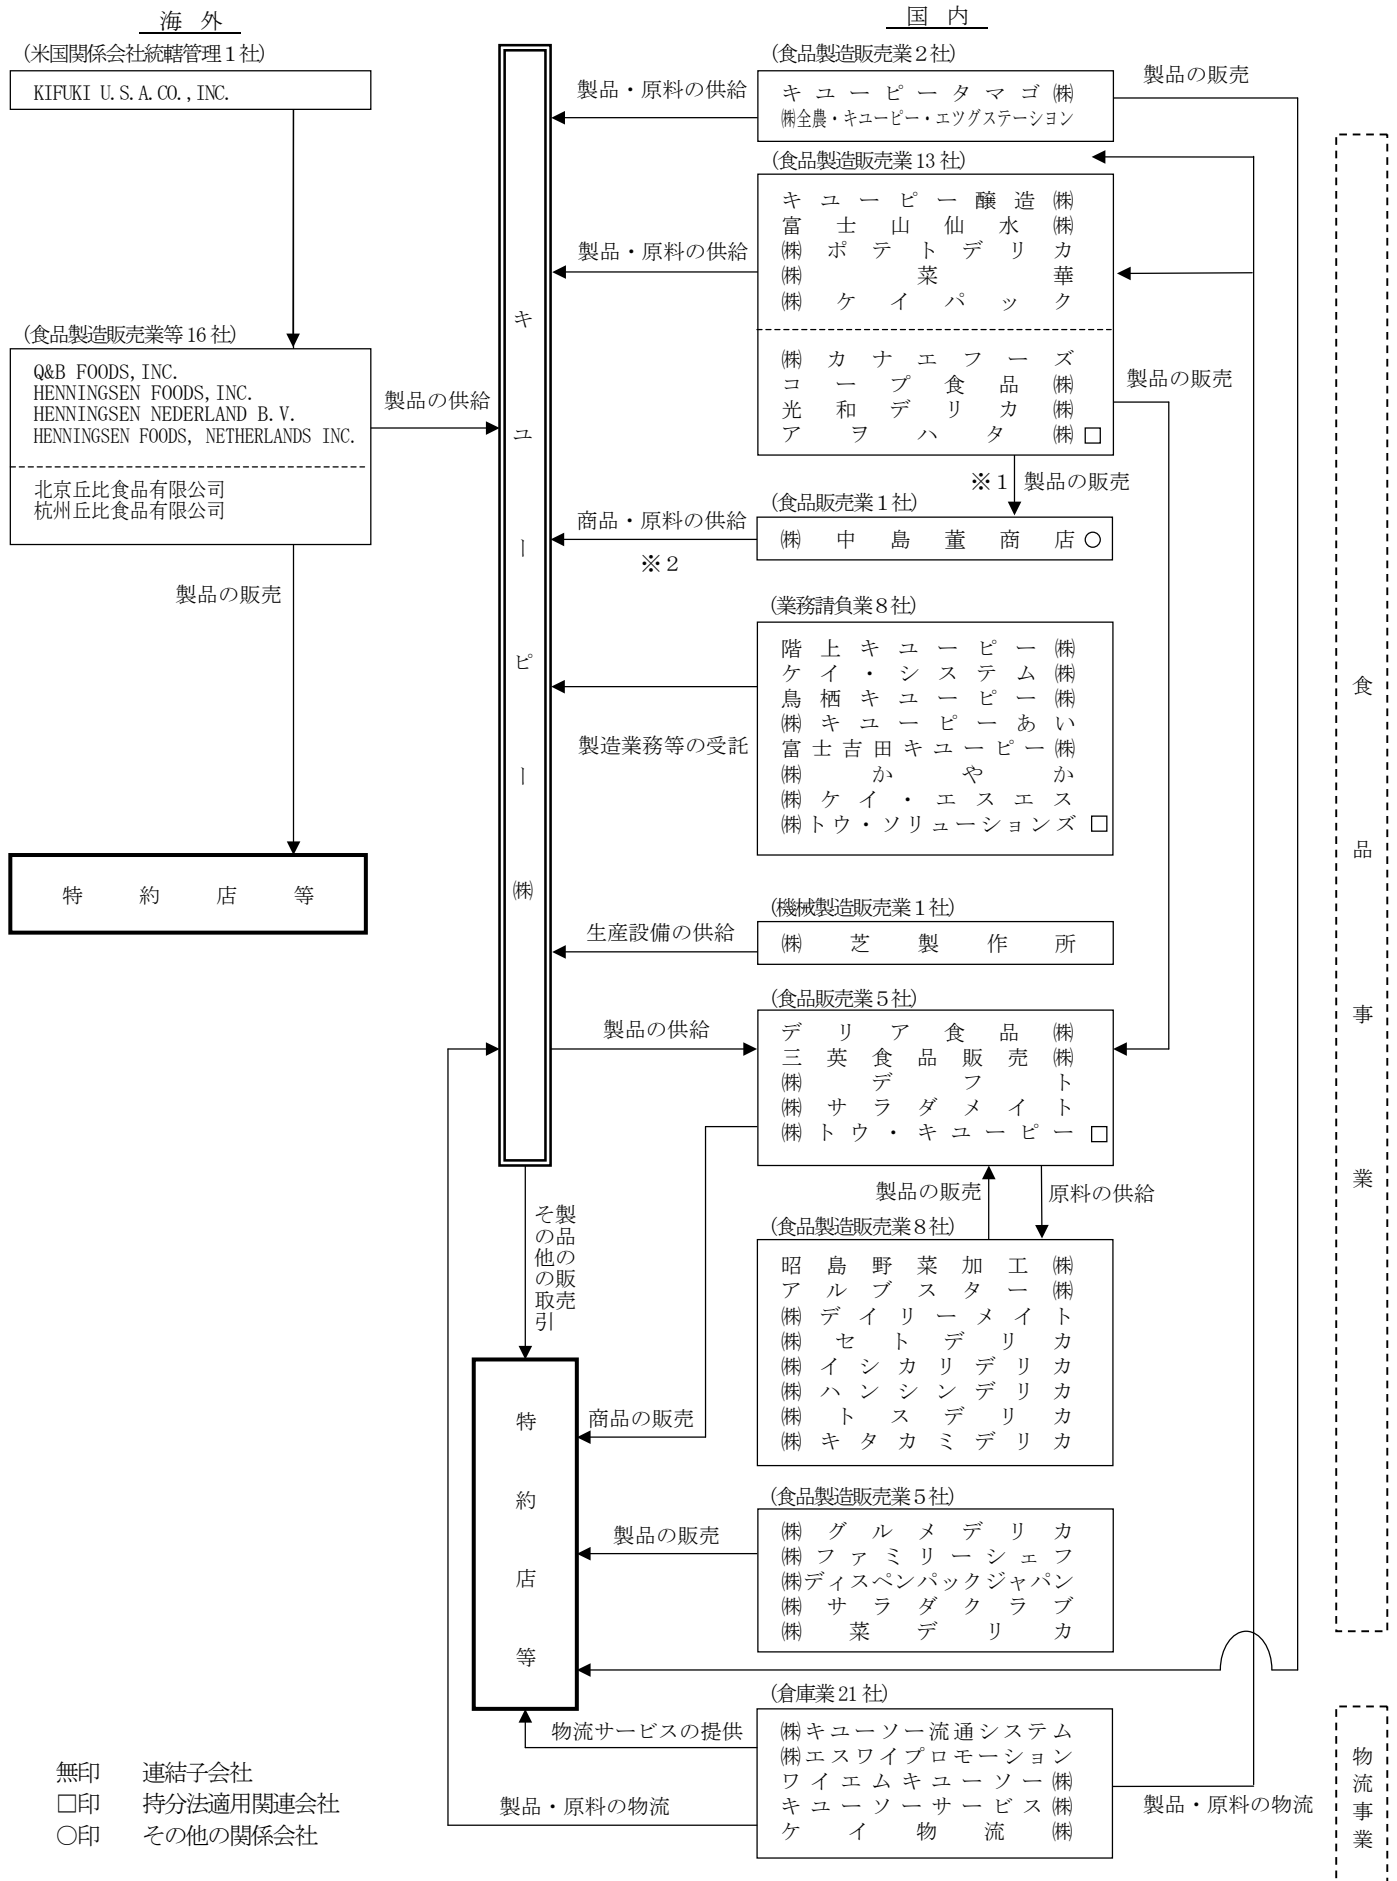 海 外
(米国関係会社統轄管理１社)
KIFUKI U.S.A.CO.,INC.
(食品製造販売業等 16 社)
Q&B FOODS,INC.
HENNINGSEN FOODS,INC.
HENNINGSEN NEDERLAND B.V.
HENNINGSEN FOODS, NETHERLANDS INC.
北京丘比食品有限公司
杭州丘比食品有限公司
製品の供給
製品の販売
特約店等
キユーピー㈱
国 内
(食品製造販売業２社)
製品・原料の供給
キユーピータマゴ㈱
㈱全農・キユーピー・エツグステーション
製品の販売
(食品製造販売業 13 社)
製品・原料の供給
キユーピー醸造㈱
富士山仙水㈱
㈱ポテトデリカ
㈱菜華
㈱ケイパック
㈱カナエフーズ
コープ食品㈱
光和デリカ㈱
アヲハタ㈱□
製品の販売
※１ 製品の販売
(食品販売業１社)
商品・原料の供給
※２
㈱中島董商店○
(業務請負業８社)
階上キユーピー㈱
ケイ・システム㈱
鳥栖キユーピー㈱
㈱キユーピーあい
富士吉田キユーピー㈱
㈱かやか
㈱ケイ・エスエス
㈱トウ・ソリューションズ □
製造業務等の受託
(機械製造販売業１社)
生産設備の供給
㈱芝製作所
(食品販売業５社)
製品の供給
デリア食品㈱
三英食品販売㈱
㈱デフト
㈱サラダメイト
㈱トウ・キユーピー □
製品の販売
原料の供給
(食品製造販売業８社)
昭島野菜加工㈱
アルブスター㈱
㈱デイリーメイト
㈱セトデリカ
㈱イシカリデリカ
㈱ハンシンデリカ
㈱トスデリカ
㈱キタカミデリカ
製品の販売
その他の取引
特約店等
商品の販売
(食品製造販売業５社)
製品の販売
㈱グルメデリカ
㈱ファミリーシェフ
㈱ディスペンパックジャパン
㈱サラダクラブ
㈱菜デリカ
(倉庫業 21 社)
物流サービスの提供
㈱キユーソー流通システム
㈱エスワイプロモーション
ワイエムキユーソー㈱
キユーソーサービス㈱
ケイ物流㈱
製品・原料の物流
製品・原料の物流
食品事業
物流事業
無印 連結子会社
□印 持分法適用関連会社
○印 その他の関係会社